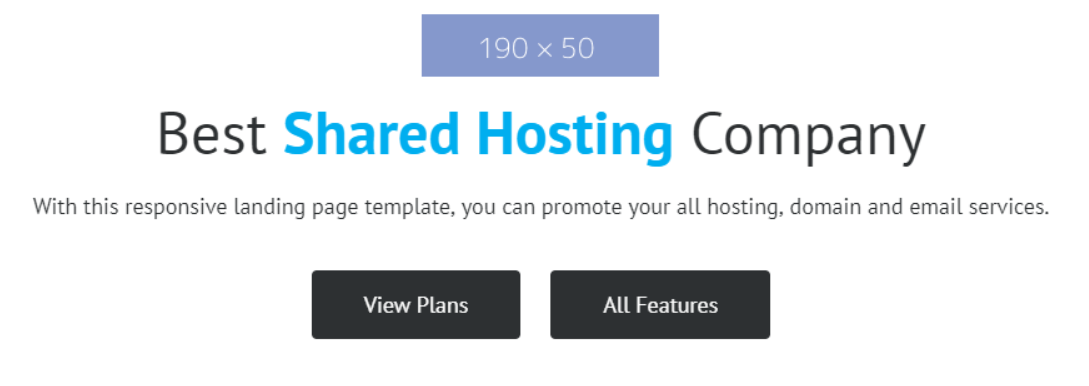 190 × 50
Best Shared Hosting Company
With this responsive landing page template, you can promote your all hosting, domain and email services.
View Plans
All Features